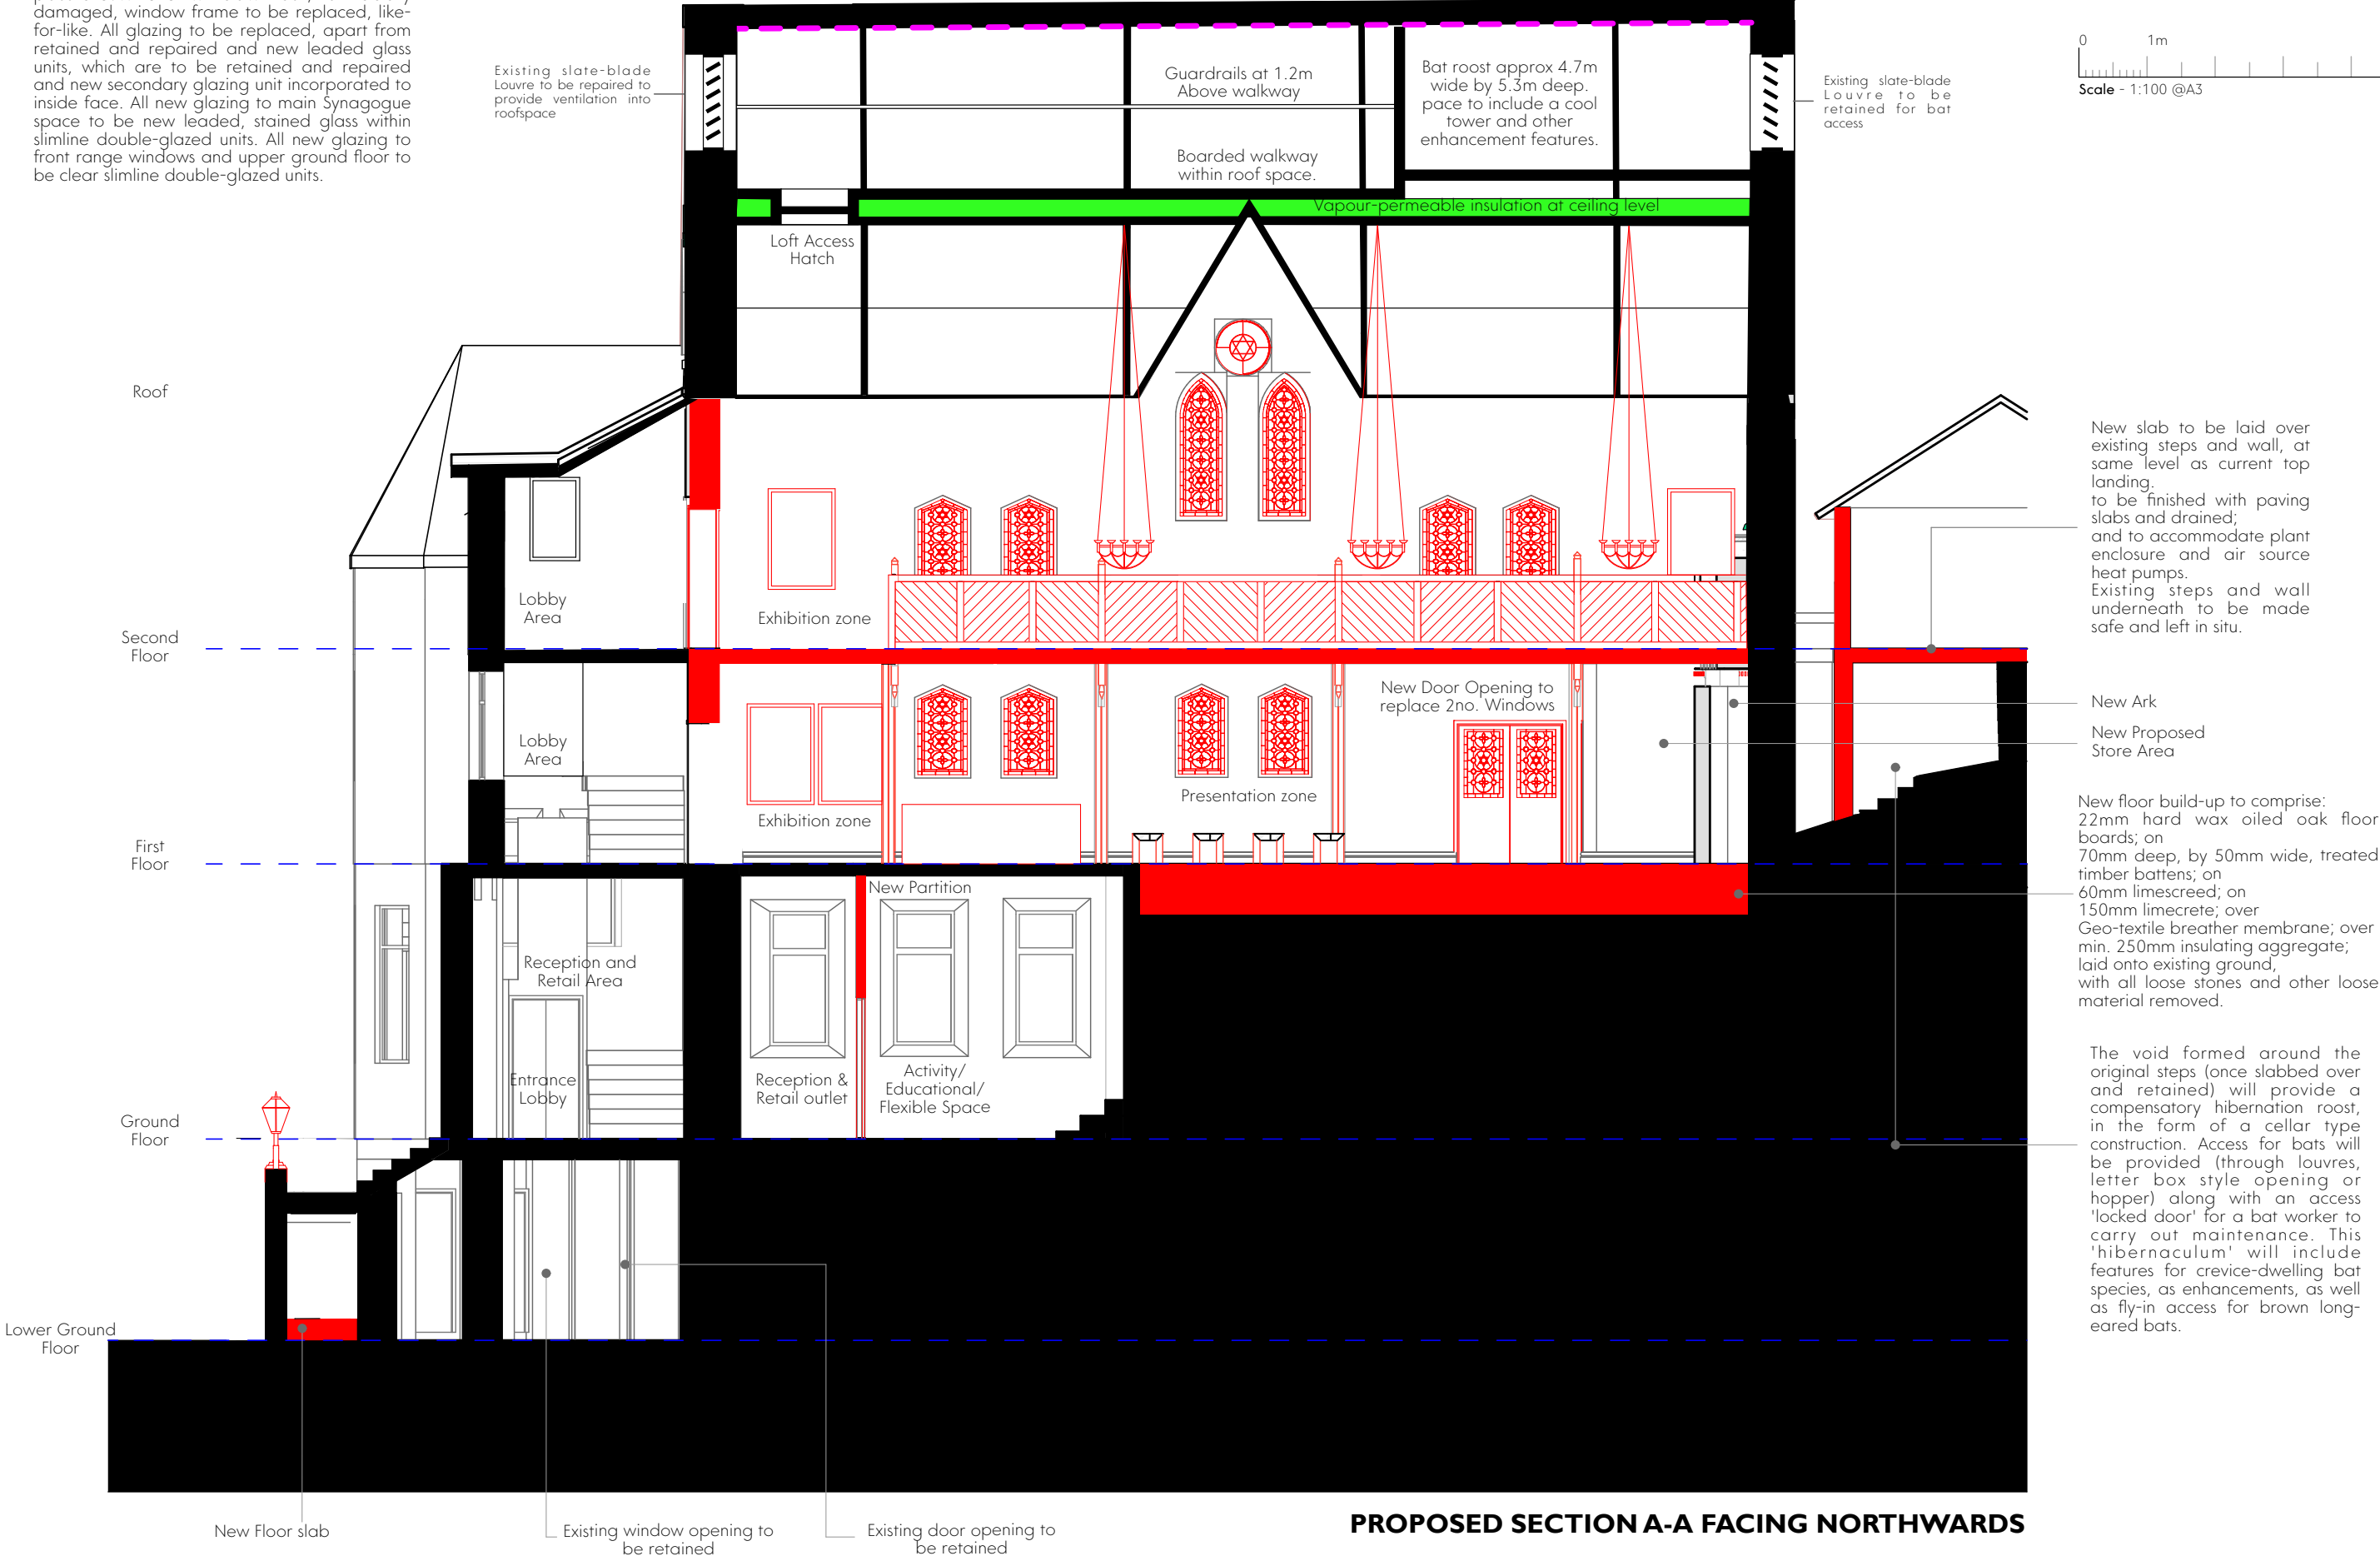 damaged, window frame to be replaced, like-
for-like. All glazing to be replaced, apart from
retained and repaired and new leaded glass
units, which are to be retained and repaired
and new secondary glazing unit incorporated to
inside face. All new glazing to main Synagogue
space to be new leaded, stained glass within
slimline double-glazed units. All new glazing to
front range windows and upper ground floor to
be clear slimline double-glazed units.
Existing slate-blade
Louvre to be repaired to
provide ventilation into
roofspace
Guardrails at 1.2m
Above walkway
Boarded walkway
within roof space.
Bat roost approx 4.7m
wide by 5.3m deep.
pace to include a cool
tower and other
enhancement features.
Existing slate-blade
Louvre to be
retained for bat
access
0 1m
Scale - 1:100 @A3
Vapour-permeable insulation at ceiling level
Loft Access
Hatch
Roof
New slab to be laid over
existing steps and wall, at
same level as current top
landing.
to be finished with paving
slabs and drained;
and to accommodate plant
enclosure and air source
heat pumps.
Existing steps and wall
underneath to be made
safe and left in situ.
Lobby
Area
Exhibition zone
Second
Floor
New Door Opening to
replace 2no. Windows
New Ark
New Proposed
Store Area
Lobby
Area
Exhibition zone
Presentation zone
First
Floor
New floor build-up to comprise:
22mm hard wax oiled oak floor
boards; on
70mm deep, by 50mm wide, treated
timber battens; on
60mm limescreed; on
150mm limecrete; over
Geo-textile breather membrane; over
min. 250mm insulating aggregate;
laid onto existing ground,
with all loose stones and other loose
material removed.
New Partition
Reception and
Retail Area
Entrance
Lobby
Reception &
Retail outlet
Activity/
Educational/
Flexible Space
Ground
Floor
The void formed around the
original steps (once slabbed over
and retained) will provide a
compensatory hibernation roost,
in the form of a cellar type
construction. Access for bats will
be provided (through louvres,
letter box style opening or
hopper) along with an access
'locked door' for a bat worker to
carry out maintenance. This
'hibernaculum' will include
features for crevice-dwelling bat
species, as enhancements, as well
as fly-in access for brown long-
eared bats.
Lower Ground
Floor
New Floor slab
Existing window opening to
be retained
Existing door opening to
be retained
PROPOSED SECTION A-A FACING NORTHWARDS